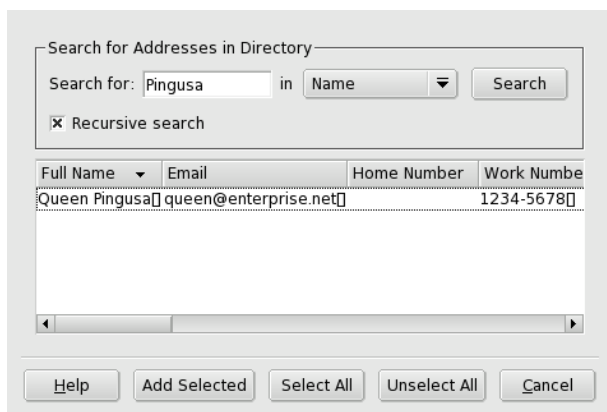 Search for Addresses in Directory
Search for: Pingusa in Name Search
Recursive search
Full Name Email Home Number Work Numbe
Queen Pingusa[] queen@enterprise.net[] 1234-5678[]
Help Add Selected Select All Unselect All Cancel